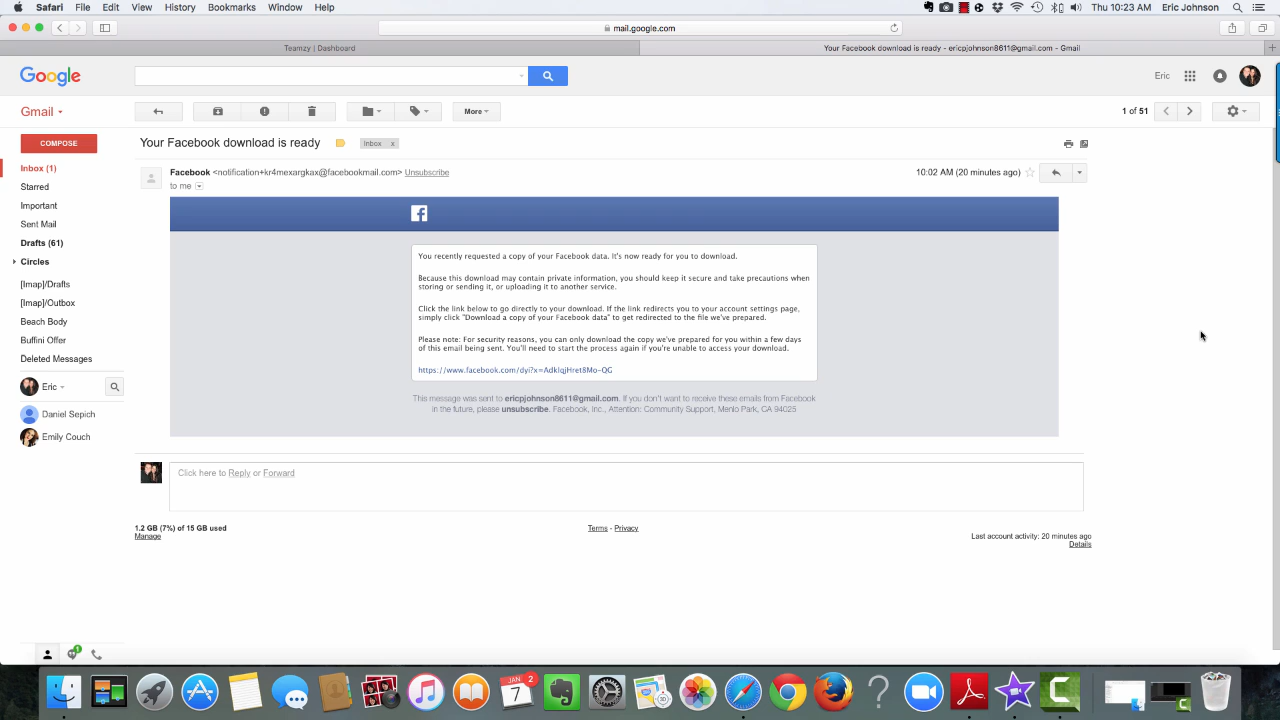 Safari File Edit View History Bookmarks Window Help Thu 10:23 AM Eric Johnson
mail.google.com
Teamzy | Dashboard Your Facebook download is ready - ericpjohnson8611@gmail.com - Gmail
Google Eric
Gmail More 1 of 51
COMPOSE
Your Facebook download is ready Inbox x
Inbox (1)
Starred
Important
Sent Mail
Drafts (61)
Circles
[Imap]/Drafts
[Imap]/Outbox
Beach Body
Buffini Offer
Deleted Messages
Eric
Daniel Sepich
Emily Couch
Facebook <notification+kr4mexargkax@facebookmail.com> Unsubscribe 10:02 AM (20 minutes ago)
to me
You recently requested a copy of your Facebook data. It's now ready for you to download.
Because this download may contain private information, you should keep it secure and take precautions when
storing or sending it, or uploading it to another service.
Click the link below to go directly to your download. If the link redirects you to your account settings page,
simply click "Download a copy of your Facebook data" to get redirected to the file we've prepared.
Please note: For security reasons, you can only download the copy we've prepared for you within a few days
of this email being sent. You'll need to start the process again if you're unable to access your download.
https://www.facebook.com/dyi?x=AdkIqjHret8Mo-QG
This message was sent to ericpjohnson8611@gmail.com. If you don't want to receive these emails from Facebook
in the future, please unsubscribe. Facebook, Inc., Attention: Community Support, Menlo Park, CA 94025
Click here to Reply or Forward
1.2 GB (7%) of 15 GB used
Manage
Terms - Privacy
Last account activity: 20 minutes ago
Details
1
JAN
7
2
30